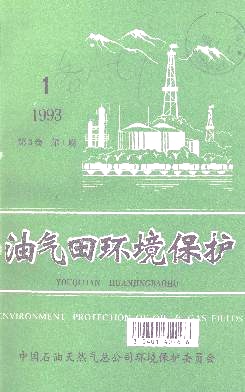 1
1993
第3卷 第1期
油气田环境保护
YOUQITIAN HUANJINGBAOHU
ENVIRONMENT PROTECTION OF OIL & GAS FIELDS
中国石油天然气总公司环境保护委员会